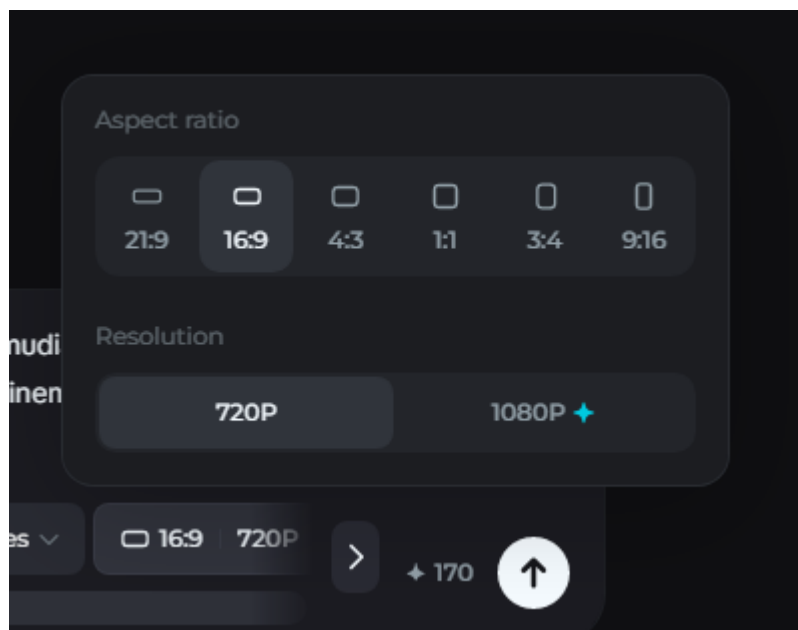 Aspect ratio
21:9 16:9 4:3 1:1 3:4 9:16
Resolution
720P 1080P
16:9 720P
170